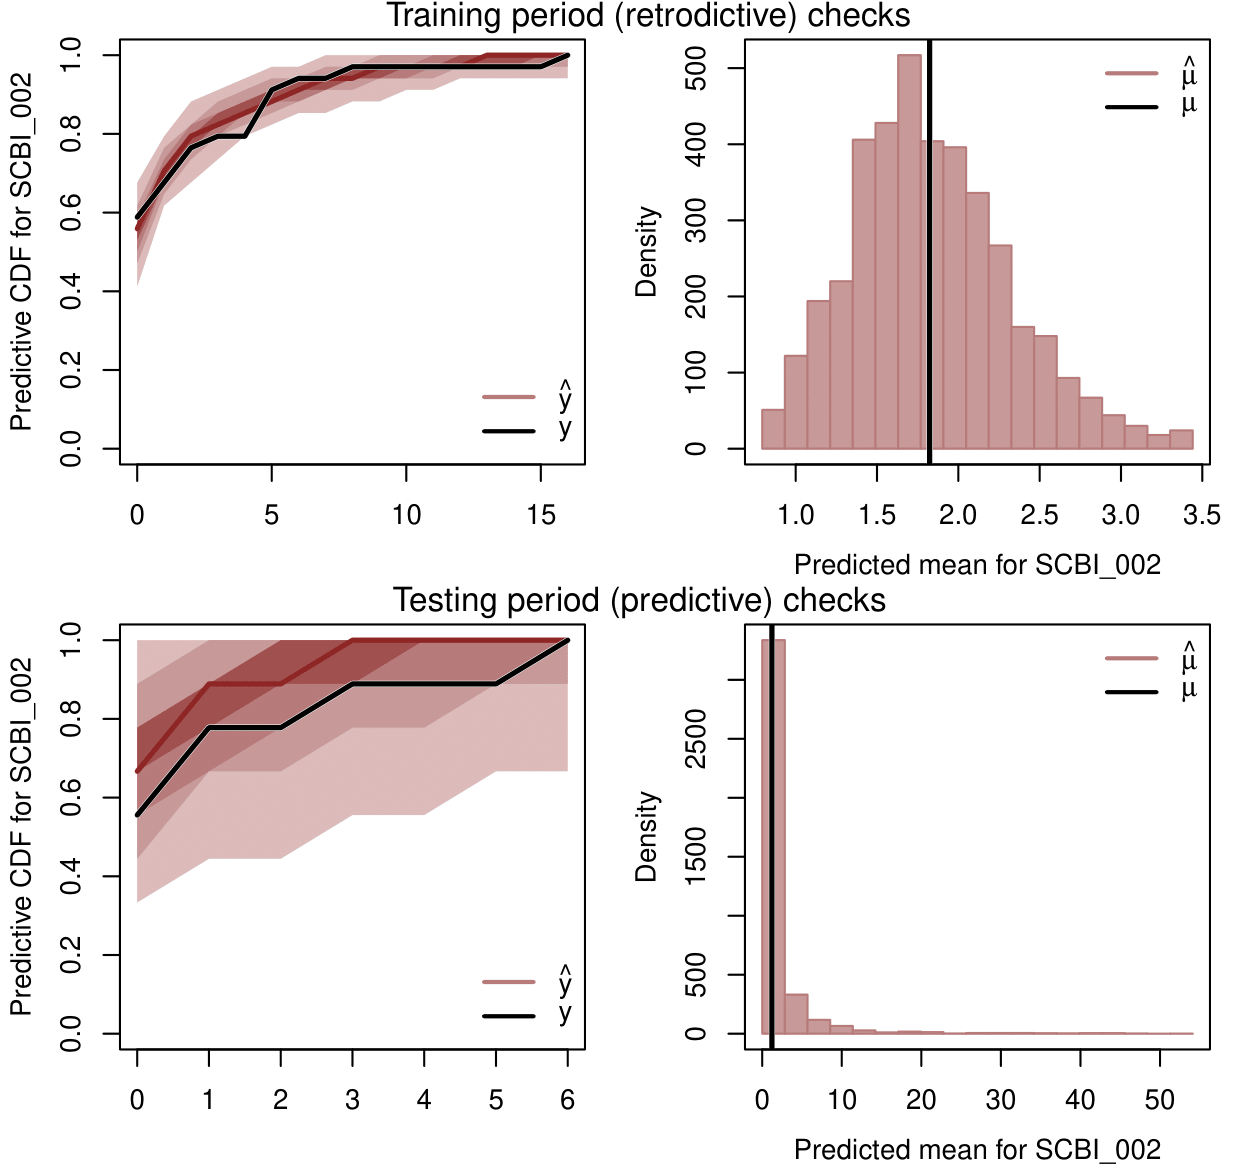 Training period (retrodictive) checks
Predictive CDF for SCBI_002
1.0
0.8
0.6
0.4
0.2
0.0
ŷ
y
0 5 10 15
Density
500
400
300
200
100
0
μ̂
μ
1.0 1.5 2.0 2.5 3.0 3.5
Predicted mean for SCBI_002
Testing period (predictive) checks
Predictive CDF for SCBI_002
1.0
0.8
0.6
0.4
0.2
0.0
ŷ
y
0 1 2 3 4 5 6
Density
2500
1500
500
0
μ̂
μ
0 10 20 30 40 50
Predicted mean for SCBI_002